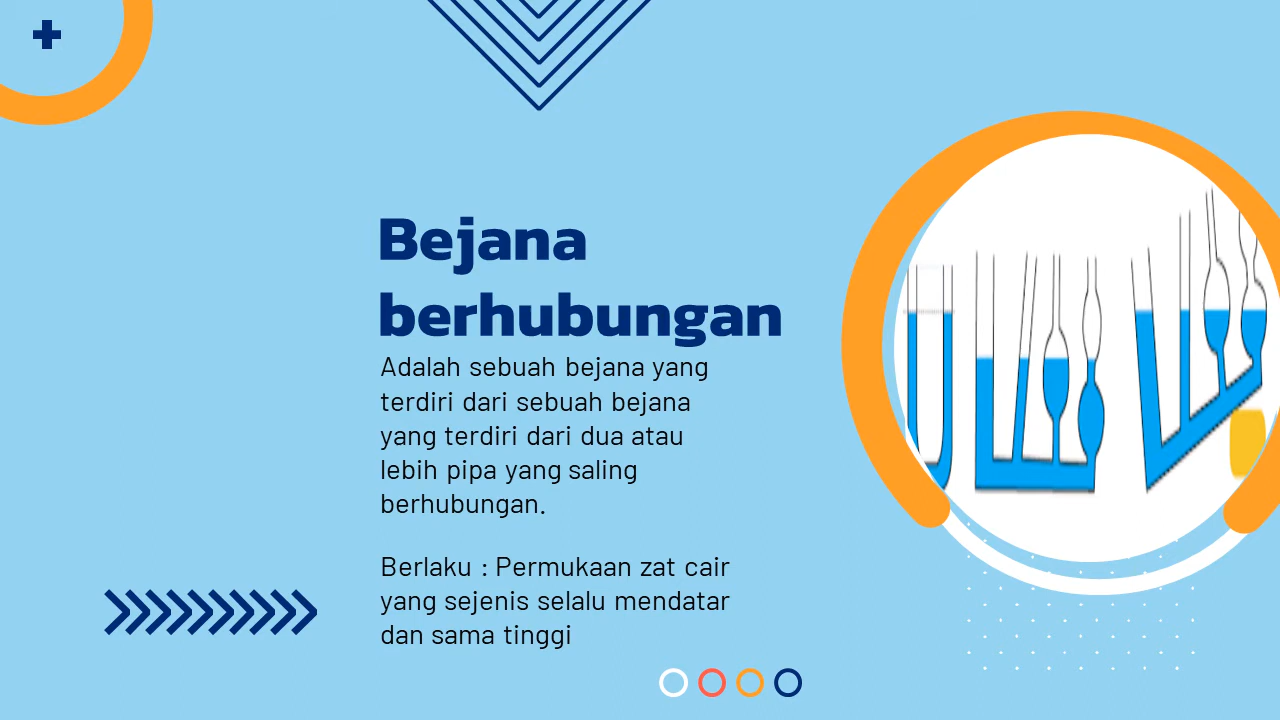 Bejana
berhubungan
Adalah sebuah bejana yang
terdiri dari sebuah bejana
yang terdiri dari dua atau
lebih pipa yang saling
berhubungan.
Berlaku : Permukaan zat cair
yang sejenis selalu mendatar
dan sama tinggi